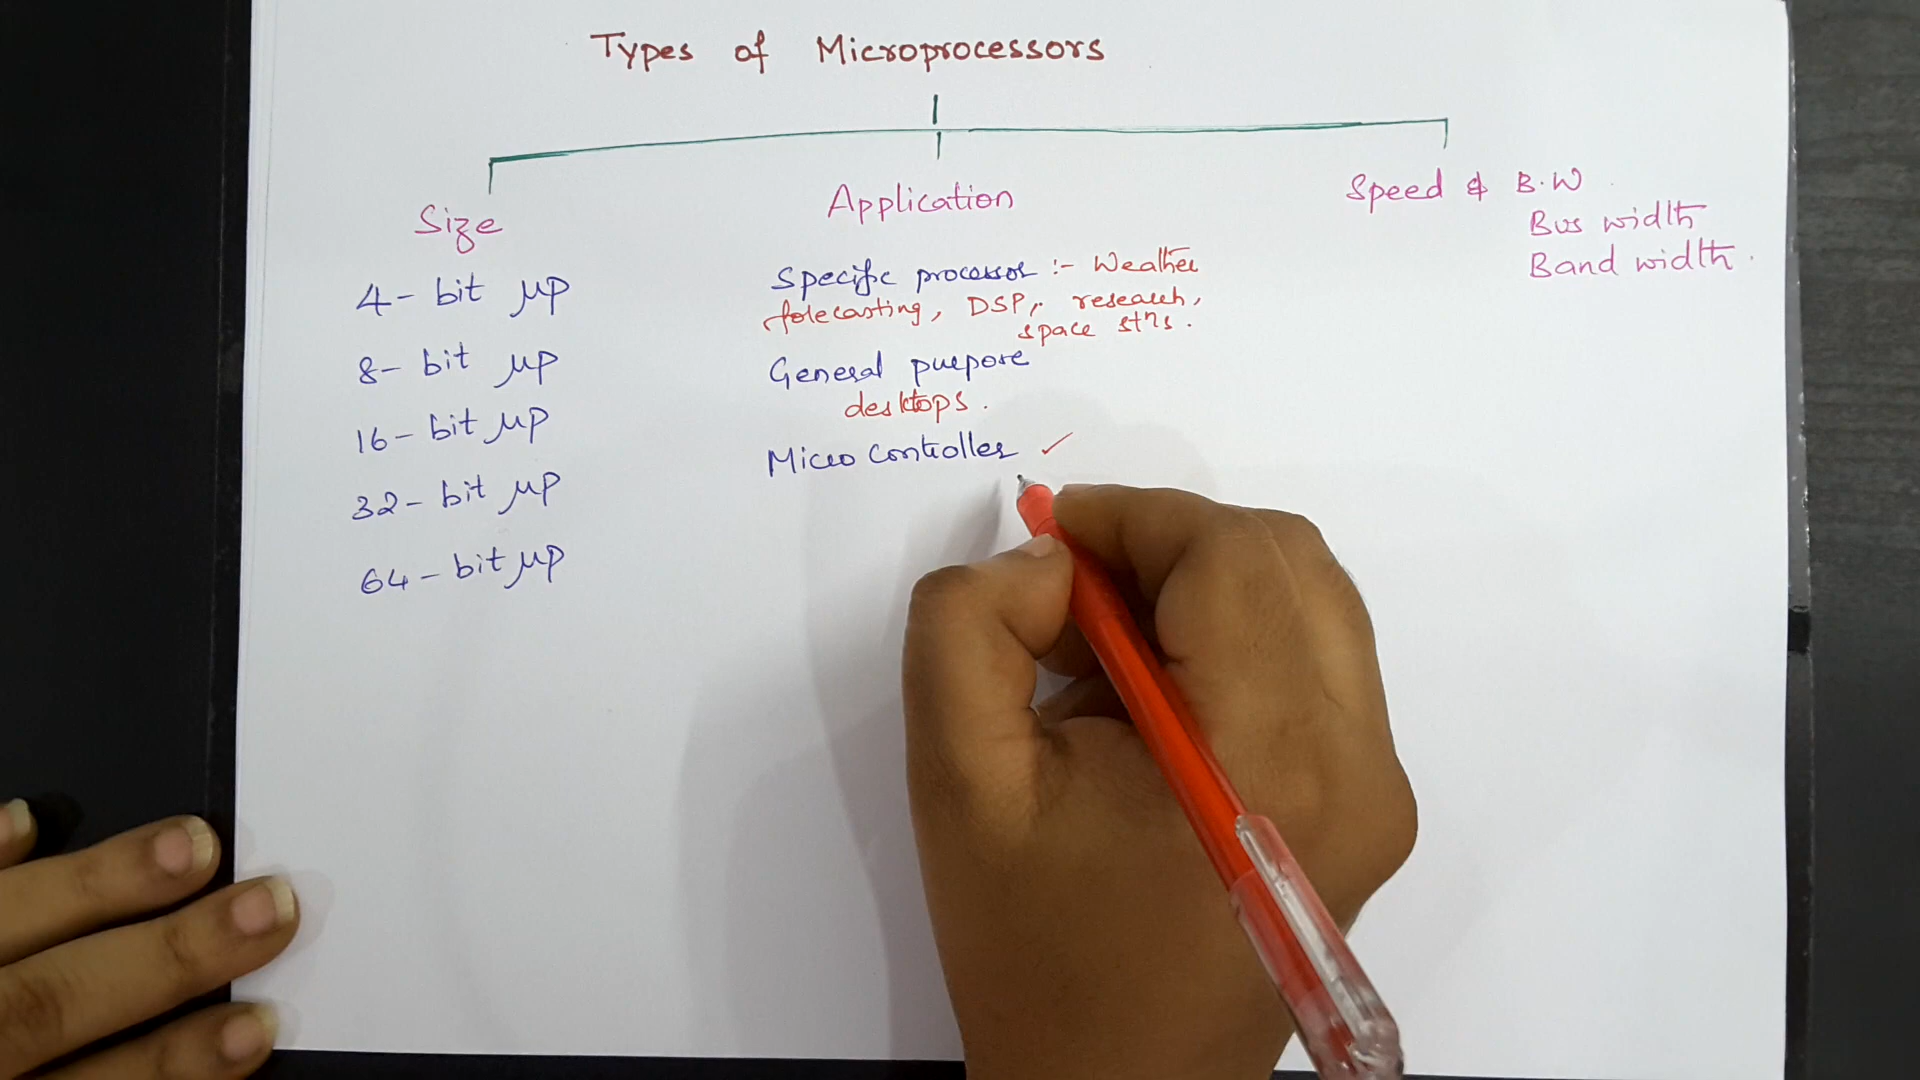 Types of Microprocessors
Size
4- bit μp
8- bit μp
16- bit μp
32- bit μp
64- bit μp
Application
Specific processor :- Weather
forecasting, DSP, research,
space stns.
General purpose
desktops.
Micro Controller ✓
Speed & B.W
Bus width
Band width.